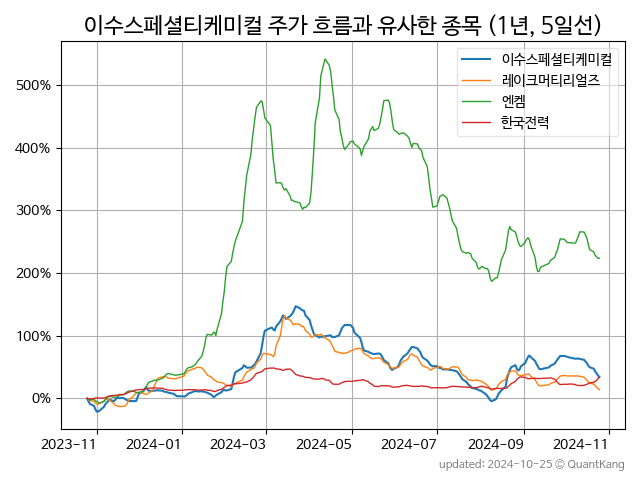 이수스페셜티케미컬 주가 흐름과 유사한 종목 (1년, 5일선)
이수스페셜티케미컬
레이크머티리얼즈
엔켐
한국전력
500%
400%
300%
200%
100%
0%
2023-11 2024-01 2024-03 2024-05 2024-07 2024-09 2024-11
updated: 2024-10-25 © QuantKang